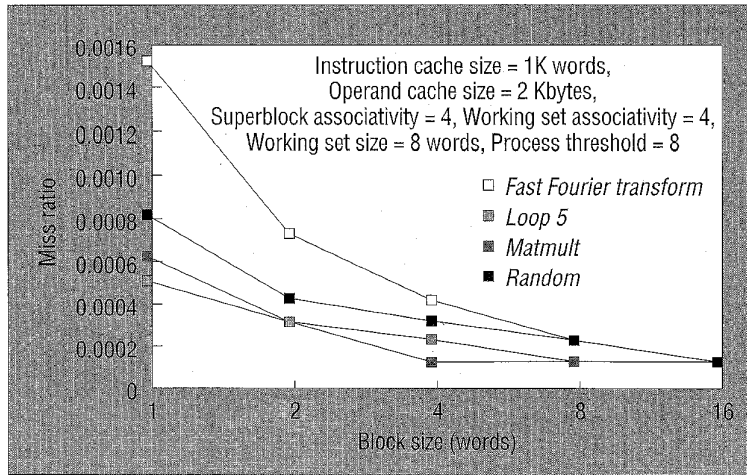 0.0016
0.0014
0.0012
0.0010
0.0008
0.0006
0.0004
0.0002
0
Miss ratio
Instruction cache size = 1K words,
Operand cache size = 2 Kbytes,
Superblock associativity = 4, Working set associativity = 4,
Working set size = 8 words, Process threshold = 8
Fast Fourier transform
Loop 5
Matmult
Random
1 2 4 8 16
Block size (words)